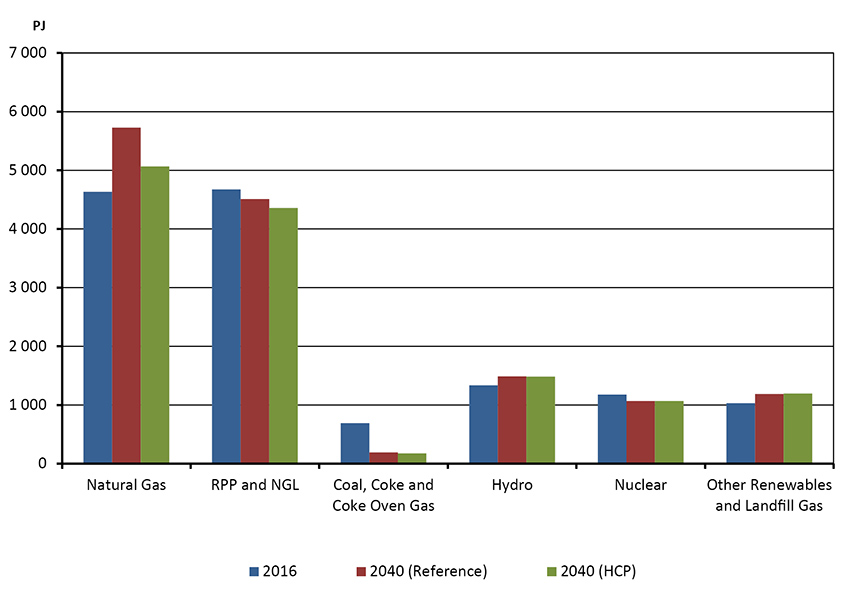 PJ
7 000
6 000
5 000
4 000
3 000
2 000
1 000
0
Natural Gas
RPP and NGL
Coal, Coke and
Coke Oven Gas
Hydro
Nuclear
Other Renewables
and Landfill Gas
2016
2040 (Reference)
2040 (HCP)